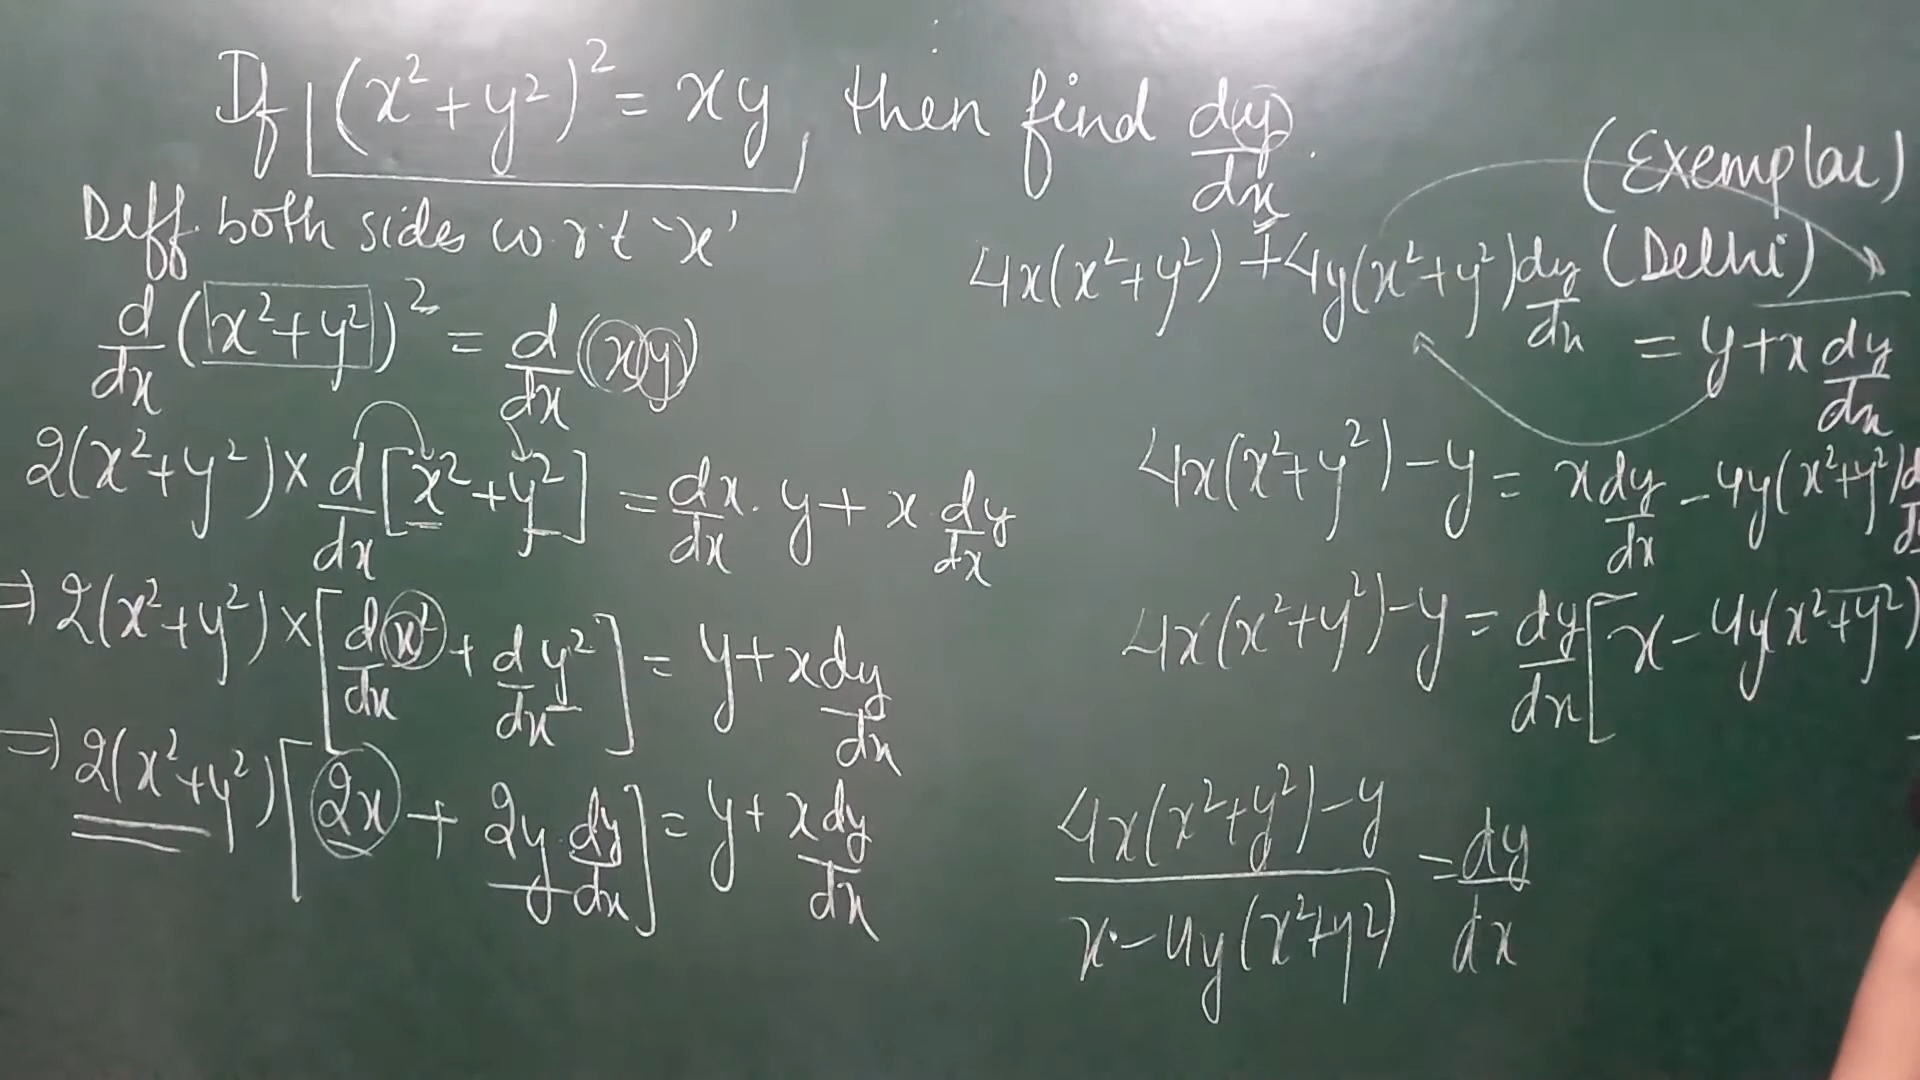 If (x²+y²)² = xy, then find dy/dx.
(Exemplar)
(Delhi)
Diff. both sides w.r.t 'x'
d/dx (x²+y²)² = d/dx (xy)
2(x²+y²) × d/dx [x²+y²] = dx/dx · y + x · dy/dx
⇒ 2(x²+y²) × [d/dx x² + d/dx y²] = y + x dy/dx
⇒ 2(x²+y²) [2x + 2y dy/dx] = y + x dy/dx
4x(x²+y²) + 4y(x²+y²) dy/dx
= y + x dy/dx
4x(x²+y²) - y = x dy/dx - 4y(x²+y²) d
4x(x²+y²) - y = dy/dx [x - 4y(x²+y²)
4x(x²+y²) - y / x - 4y(x²+y²) = dy/dx